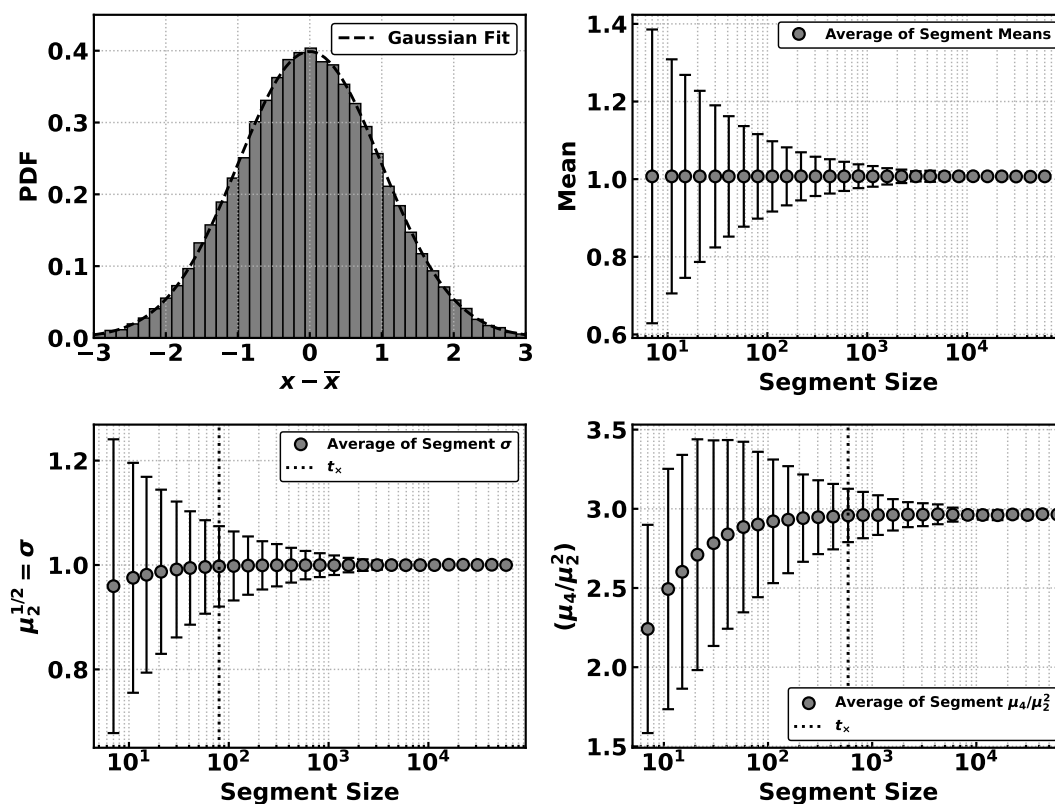 0.4
0.3
0.2
0.1
0.0
PDF
Gaussian Fit
−3 −2 −1 0 1 2 3
x − x̅
1.4
1.2
1.0
0.8
0.6
Mean
Average of Segment Means
10¹ 10² 10³ 10⁴
Segment Size
1.2
1.0
0.8
μ₂^{1/2} = σ
Average of Segment σ
t×
10¹ 10² 10³ 10⁴
Segment Size
3.5
3.0
2.5
2.0
1.5
(μ₄/μ₂²)
Average of Segment μ₄/μ₂²
t×
10¹ 10² 10³ 10⁴
Segment Size